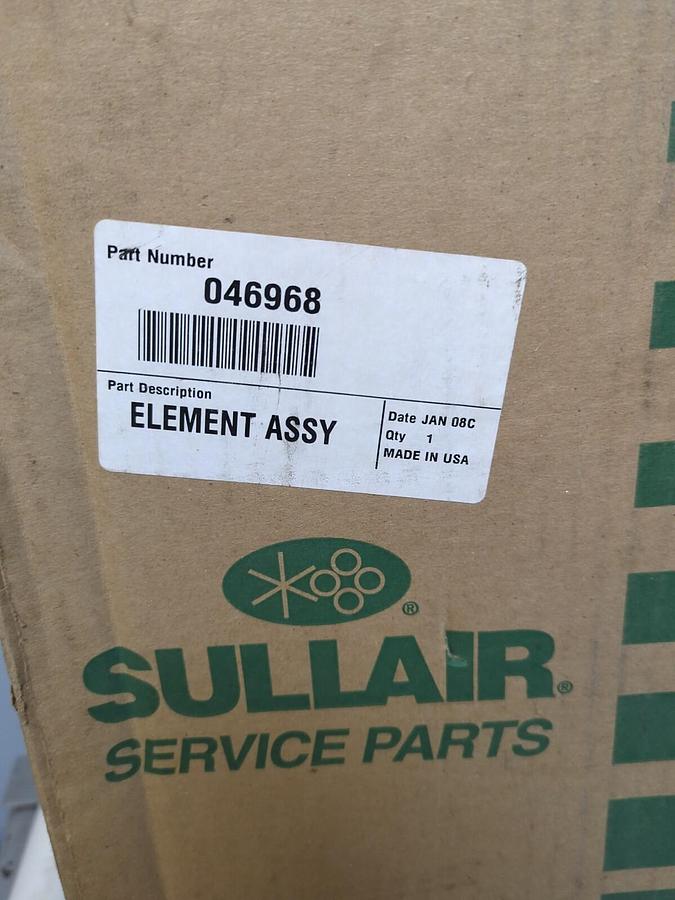 Part Number
046968
Part Description
ELEMENT ASSY
Date JAN 08C
Qty 1
MADE IN USA
®
SULLAIR®
SERVICE PARTS